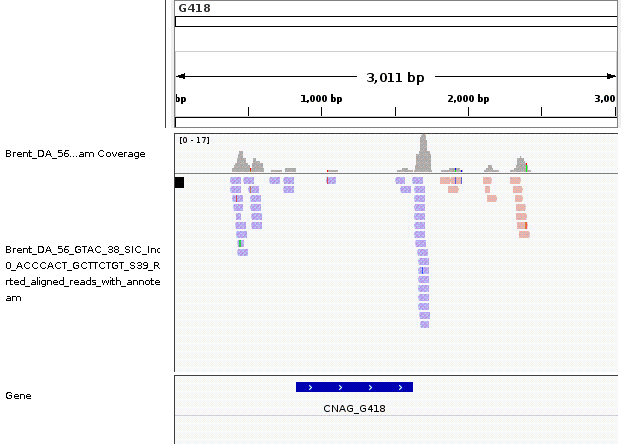 G418
3,011 bp
bp 1,000 bp 2,000 bp 3,00
[0 - 17]
Brent_DA_56...am Coverage
Brent_DA_56_GTAC_38_SIC_Inc
0_ACCCACT_GCTTCTGT_S39_R
rted_aligned_reads_with_annote
am
Gene
CNAG_G418